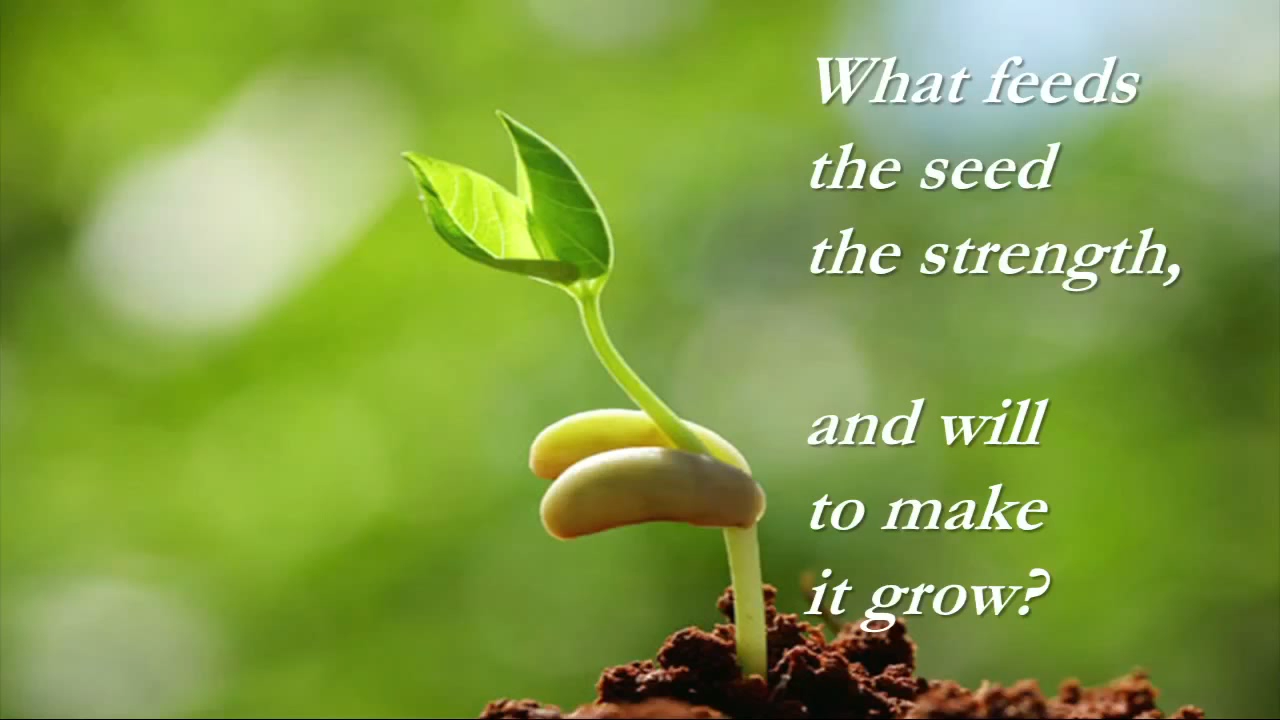 What feeds
the seed
the strength,
and will
to make
it grow?